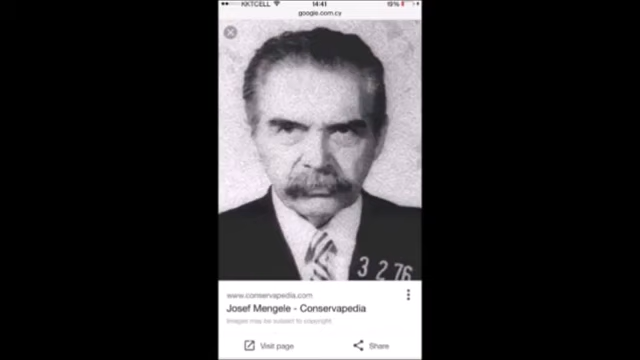 KKTCELL 14:41 19%
google.com.cy
3 2 76
www.conservapedia.com
Josef Mengele - Conservapedia
Images may be subject to copyright
Visit page Share